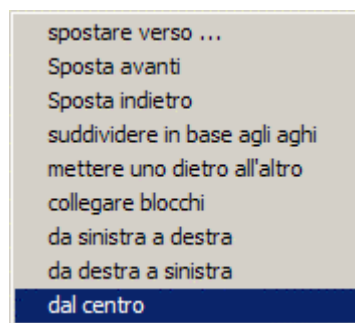 spostare verso ...
Sposta avanti
Sposta indietro
suddividere in base agli aghi
mettere uno dietro all'altro
collegare blocchi
da sinistra a destra
da destra a sinistra
dal centro